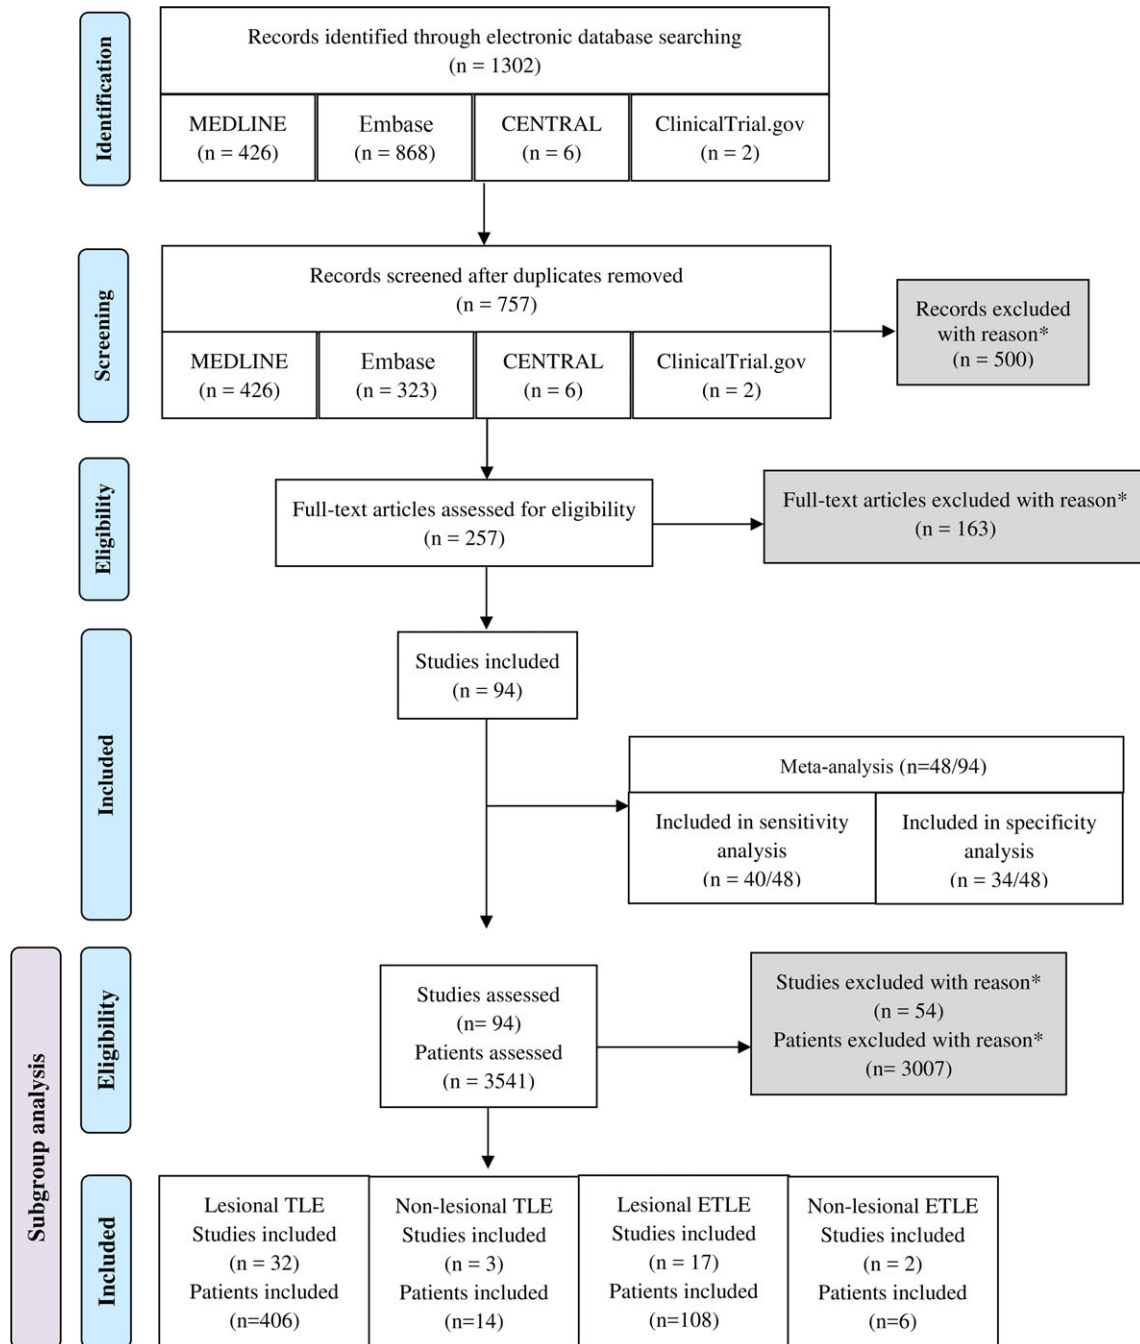 Identification
Records identified through electronic database searching
(n = 1302)
MEDLINE
(n = 426)
Embase
(n = 868)
CENTRAL
(n = 6)
ClinicalTrial.gov
(n = 2)
Screening
Records screened after duplicates removed
(n = 757)
MEDLINE
(n = 426)
Embase
(n = 323)
CENTRAL
(n = 6)
ClinicalTrial.gov
(n = 2)
Records excluded
with reason*
(n = 500)
Eligibility
Full-text articles assessed for eligibility
(n = 257)
Full-text articles excluded with reason*
(n = 163)
Included
Studies included
(n = 94)
Meta-analysis (n=48/94)
Included in sensitivity
analysis
(n = 40/48)
Included in specificity
analysis
(n = 34/48)
Subgroup analysis
Eligibility
Studies assessed
(n= 94)
Patients assessed
(n = 3541)
Studies excluded with reason*
(n = 54)
Patients excluded with reason*
(n= 3007)
Included
Lesional TLE
Studies included
(n = 32)
Patients included
(n=406)
Non-lesional TLE
Studies included
(n = 3)
Patients included
(n=14)
Lesional ETLE
Studies included
(n = 17)
Patients included
(n=108)
Non-lesional ETLE
Studies included
(n = 2)
Patients included
(n=6)